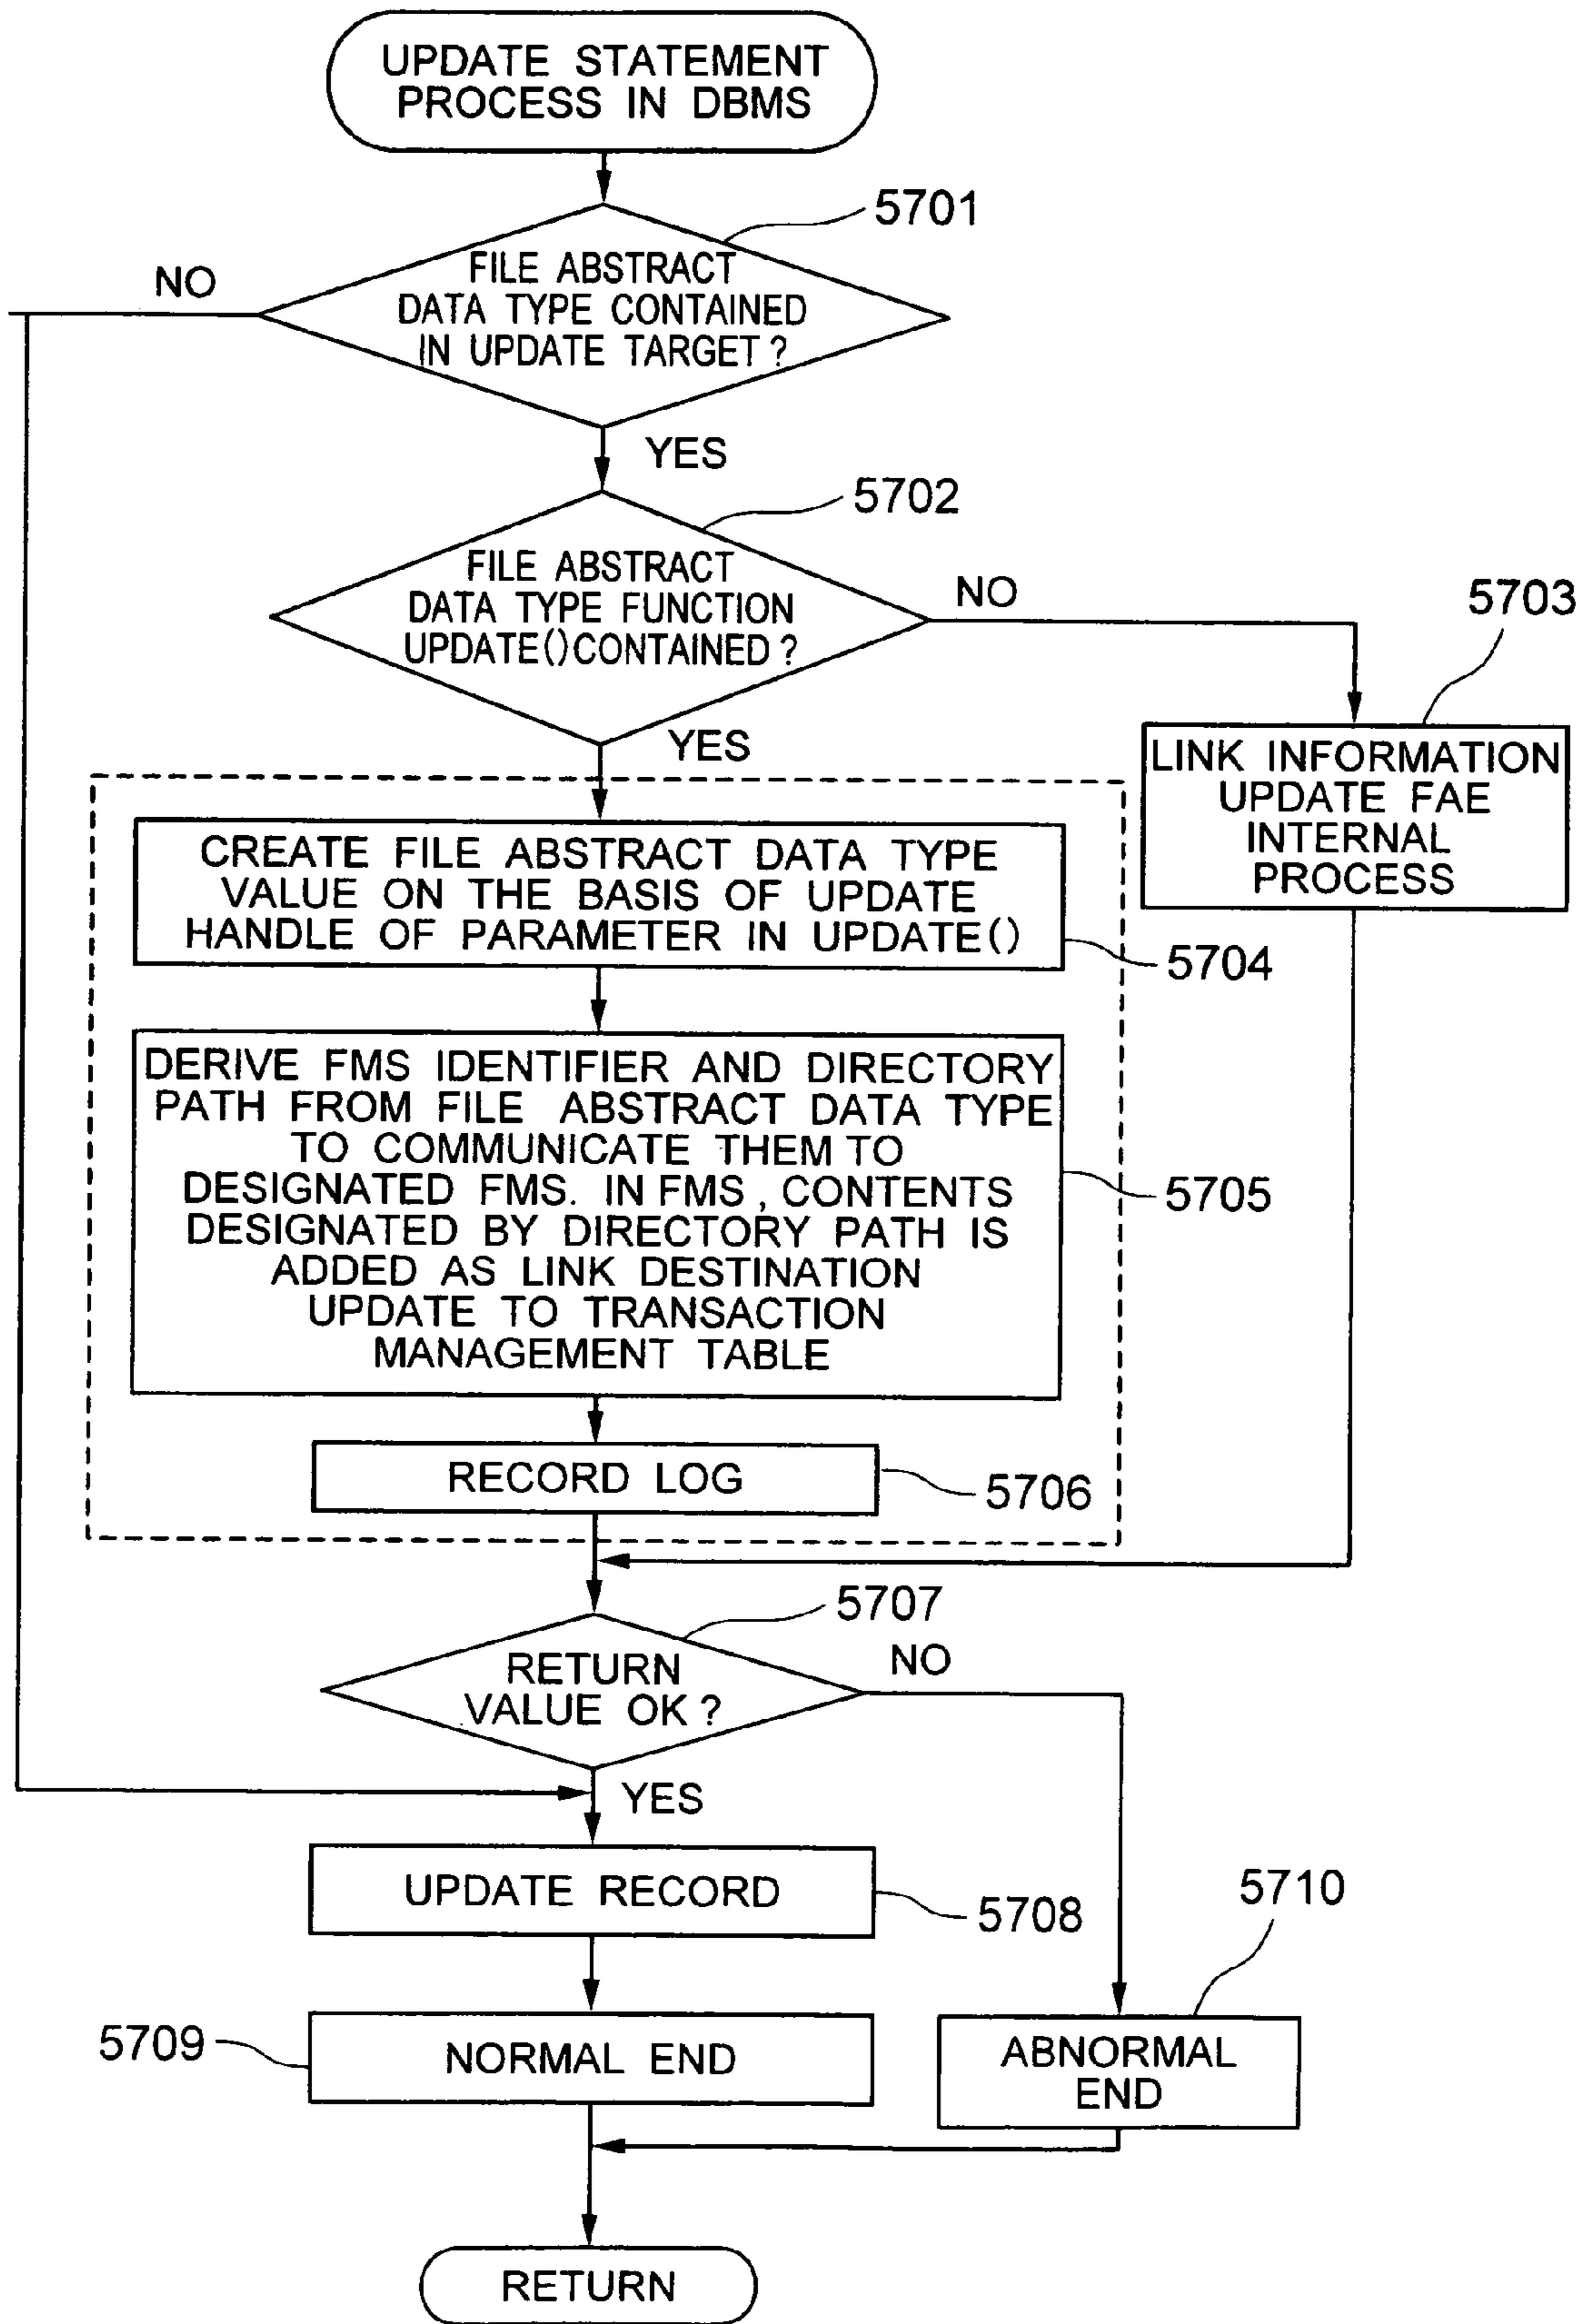 UPDATE STATEMENT
PROCESS IN DBMS
5701
FILE ABSTRACT
DATA TYPE CONTAINED
IN UPDATE TARGET ?
NO
YES
5702
FILE ABSTRACT
DATA TYPE FUNCTION
UPDATE()CONTAINED ?
NO
5703
YES
LINK INFORMATION
UPDATE FAE
INTERNAL
PROCESS
CREATE FILE ABSTRACT DATA TYPE
VALUE ON THE BASIS OF UPDATE
HANDLE OF PARAMETER IN UPDATE()
5704
DERIVE FMS IDENTIFIER AND DIRECTORY
PATH FROM FILE ABSTRACT DATA TYPE
TO COMMUNICATE THEM TO
DESIGNATED FMS. IN FMS , CONTENTS
DESIGNATED BY DIRECTORY PATH IS
ADDED AS LINK DESTINATION
UPDATE TO TRANSACTION
MANAGEMENT TABLE
5705
RECORD LOG
5706
5707
RETURN
VALUE OK ?
NO
YES
UPDATE RECORD
5708
5710
5709
NORMAL END
ABNORMAL
END
RETURN